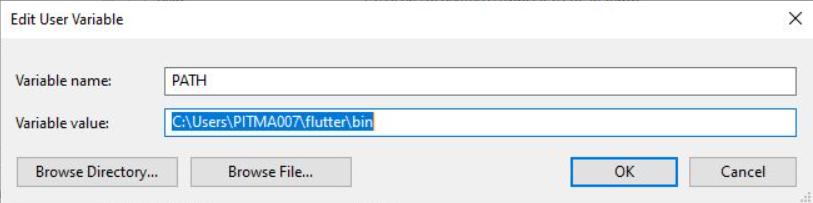 Edit User Variable
Variable name: PATH
Variable value: C:\Users\PITMA007\flutter\bin
Browse Directory... Browse File... OK Cancel